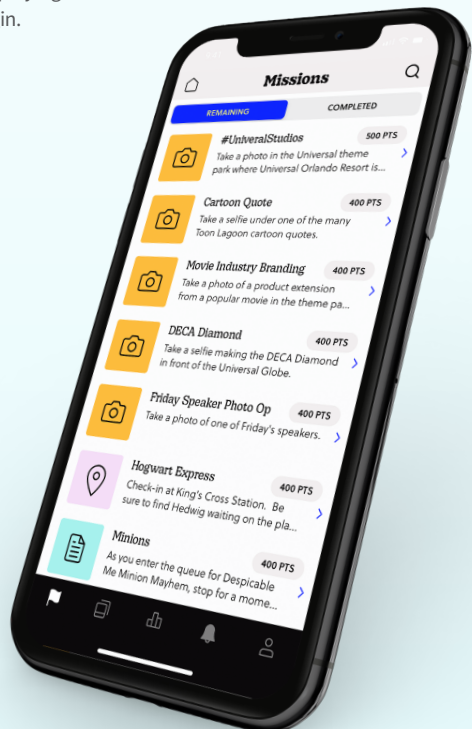 in.
Missions
REMAINING
COMPLETED
#UniveralStudios
500 PTS
Take a photo in the Universal theme
park where Universal Orlando Resort is...
Cartoon Quote
400 PTS
Take a selfie under one of the many
Toon Lagoon cartoon quotes.
Movie Industry Branding
400 PTS
Take a photo of a product extension
from a popular movie in the theme pa...
DECA Diamond
400 PTS
Take a selfie making the DECA Diamond
in front of the Universal Globe.
Friday Speaker Photo Op
400 PTS
Take a photo of one of Friday's speakers.
Hogwart Express
400 PTS
Check-in at King's Cross Station. Be
sure to find Hedwig waiting on the pla...
Minions
400 PTS
As you enter the queue for Despicable
Me Minion Mayhem, stop for a mome...